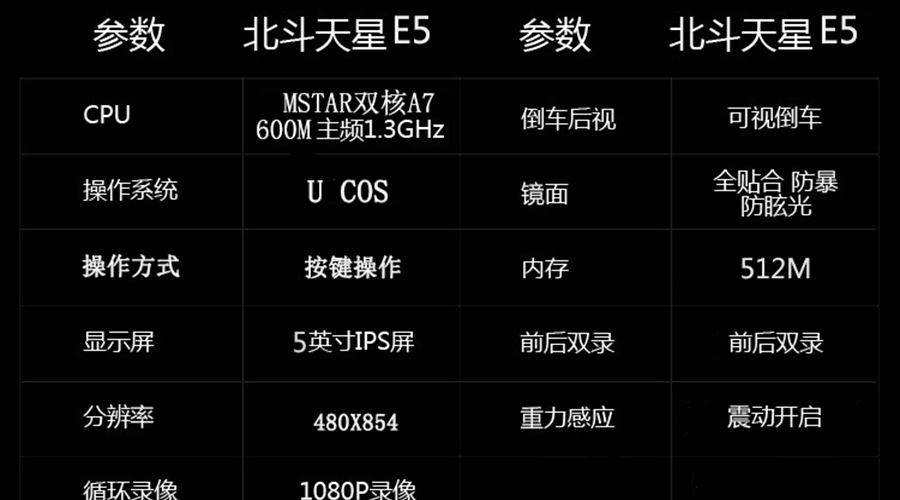 参数 北斗天星E5 参数 北斗天星E5
CPU MSTAR双核A7 倒车后视 可视倒车
600M 主频1.3GHz
操作系统 U COS 镜面 全贴合 防暴
防眩光
操作方式 按键操作 内存 512M
显示屏 5英寸IPS屏 前后双录 前后双录
分辨率 480X854 重力感应 震动开启
循环录像 1080P录像